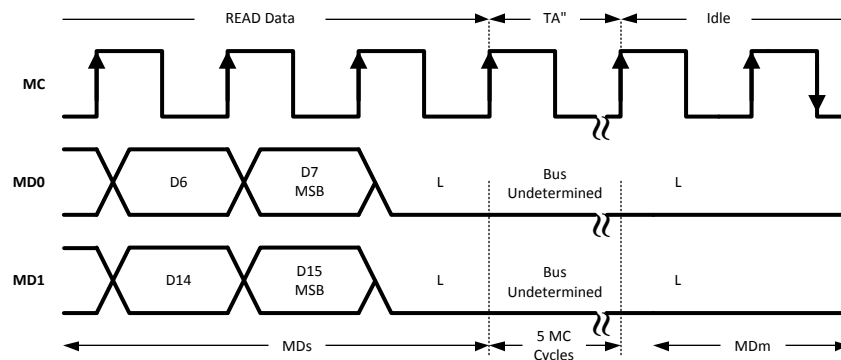 READ Data TA" Idle
MC
MD0 D6 D7 MSB L Bus Undetermined L
MD1 D14 D15 MSB L Bus Undetermined L
MDs 5 MC Cycles MDm